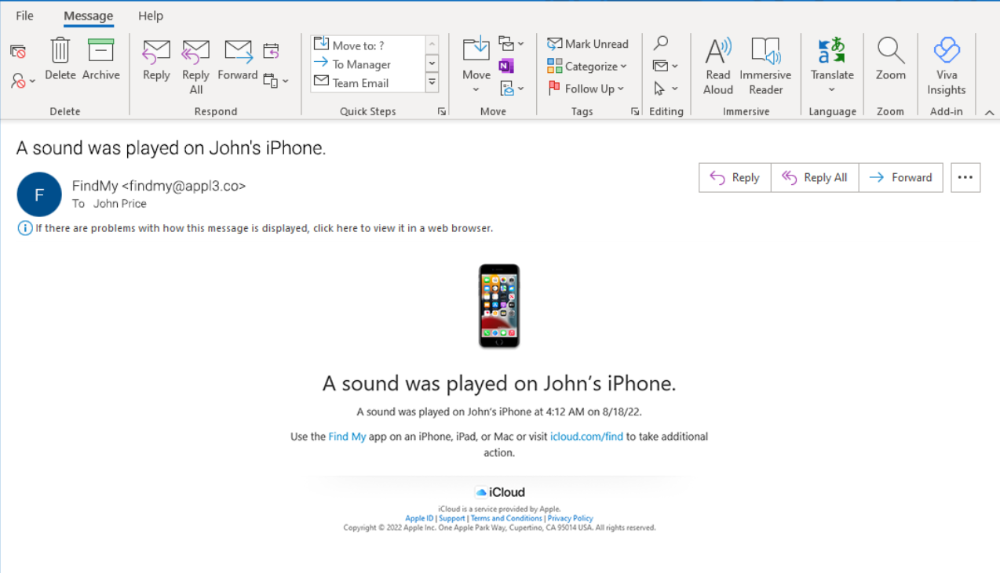 File Message Help
Move to: ?
To Manager
Team Email
Mark Unread
Categorize
Follow Up
Delete Archive
Reply Reply All Forward
Move
Read Aloud
Immersive Reader
Translate
Zoom
Viva Insights
Delete Respond Quick Steps Move Tags Editing Immersive Language Zoom Add-in
A sound was played on John's iPhone.
F
FindMy <findmy@appl3.co>
To John Price
Reply Reply All Forward
If there are problems with how this message is displayed, click here to view it in a web browser.
A sound was played on John's iPhone.
A sound was played on John's iPhone at 4:12 AM on 8/18/22.
Use the Find My app on an iPhone, iPad, or Mac or visit icloud.com/find to take additional
action.
iCloud
iCloud is a service provided by Apple.
Apple ID | Support | Terms and Conditions | Privacy Policy
Copyright © 2022 Apple Inc. One Apple Park Way, Cupertino, CA 95014 USA. All rights reserved.